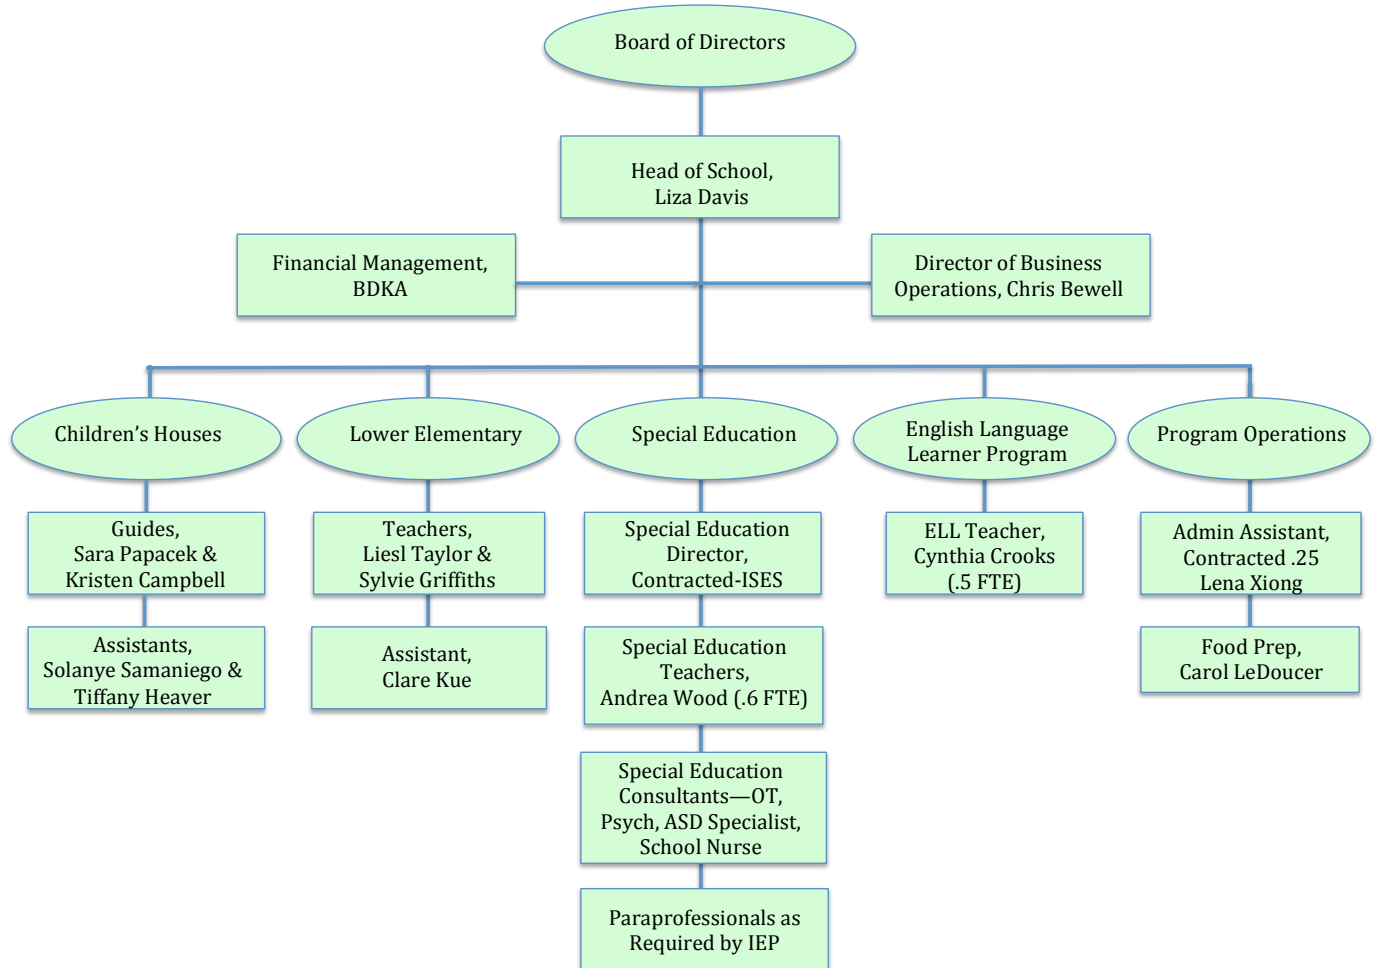 Board of Directors
Head of School,
Liza Davis
Financial Management,
BDKA
Director of Business
Operations, Chris Bewell
Children’s Houses
Lower Elementary
Special Education
English Language
Learner Program
Program Operations
Guides,
Sara Papacek &
Kristen Campbell
Teachers,
Liesl Taylor &
Sylvie Griffiths
Special Education
Director,
Contracted-ISES
ELL Teacher,
Cynthia Crooks
(.5 FTE)
Admin Assistant,
Contracted .25
Lena Xiong
Assistants,
Solanye Samaniego &
Tiffany Heaver
Assistant,
Clare Kue
Special Education
Teachers,
Andrea Wood (.6 FTE)
Food Prep,
Carol LeDoucer
Special Education
Consultants—OT,
Psych, ASD Specialist,
School Nurse
Paraprofessionals as
Required by IEP